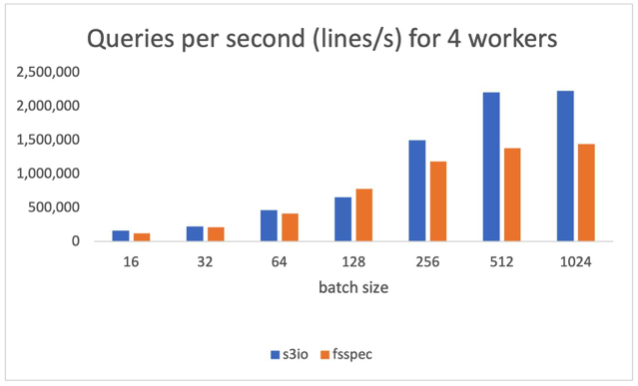 Queries per second (lines/s) for 4 workers
2,500,000
2,000,000
1,500,000
1,000,000
500,000
0
16 32 64 128 256 512 1024
batch size
s3io fsspec